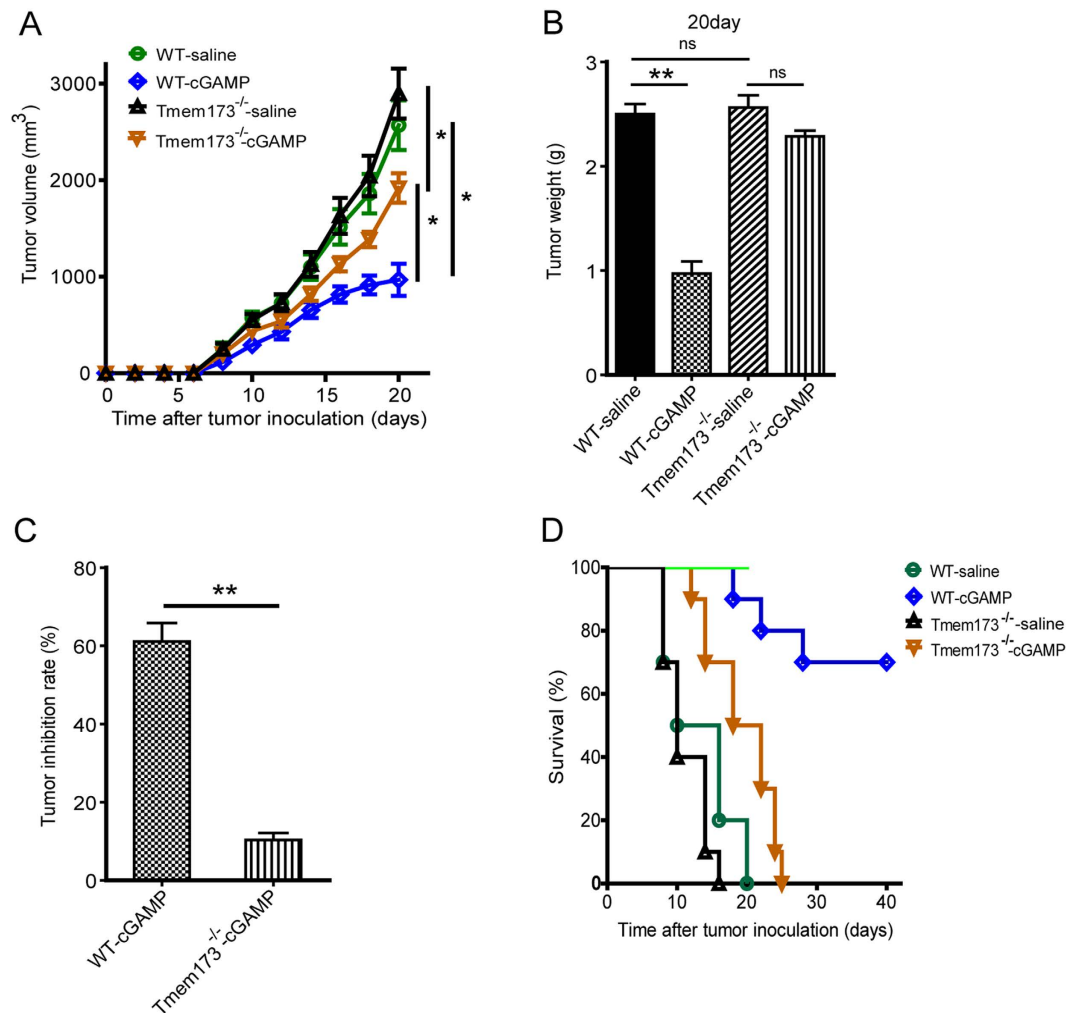 A
WT-saline
WT-cGAMP
Tmem173-/--saline
Tmem173-/--cGAMP
3000
2000
1000
0
Tumor volume (mm3)
0 5 10 15 20
Time after tumor inoculation (days)
*
*
*
B
20day
ns
** ns
3
2
1
0
Tumor weight (g)
WT-saline
WT-cGAMP
Tmem173-/--saline
Tmem173-/--cGAMP
C
80
60
40
20
0
Tumor inhibition rate (%)
**
WT-cGAMP
Tmem173-/--cGAMP
D
100
80
60
40
20
0
Survival (%)
0 10 20 30 40
Time after tumor inoculation (days)
WT-saline
WT-cGAMP
Tmem173-/--saline
Tmem173-/--cGAMP